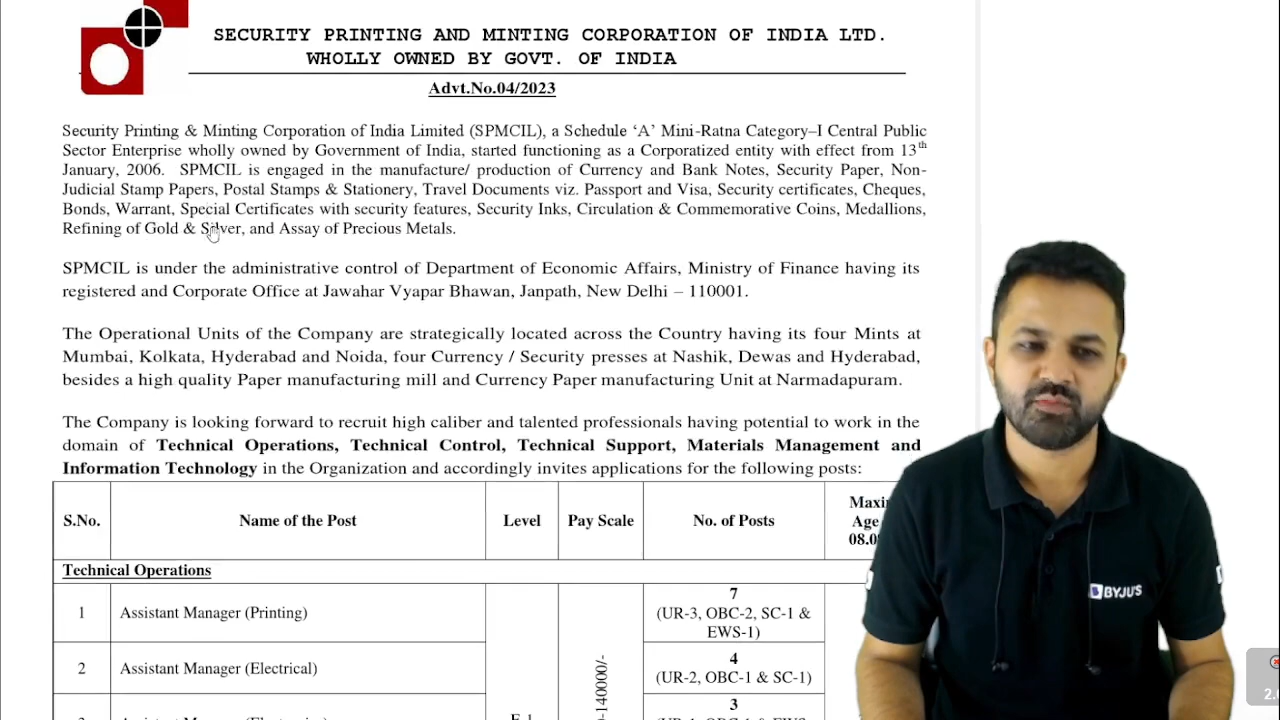 SECURITY PRINTING AND MINTING CORPORATION OF INDIA LTD.
WHOLLY OWNED BY GOVT. OF INDIA
Advt.No.04/2023
Security Printing & Minting Corporation of India Limited (SPMCIL), a Schedule ‘A’ Mini-Ratna Category–I Central Public
Sector Enterprise wholly owned by Government of India, started functioning as a Corporatized entity with effect from 13th
January, 2006. SPMCIL is engaged in the manufacture/ production of Currency and Bank Notes, Security Paper, Non-
Judicial Stamp Papers, Postal Stamps & Stationery, Travel Documents viz. Passport and Visa, Security certificates, Cheques,
Bonds, Warrant, Special Certificates with security features, Security Inks, Circulation & Commemorative Coins, Medallions,
Refining of Gold & Silver, and Assay of Precious Metals.
SPMCIL is under the administrative control of Department of Economic Affairs, Ministry of Finance having its
registered and Corporate Office at Jawahar Vyapar Bhawan, Janpath, New Delhi – 110001.
The Operational Units of the Company are strategically located across the Country having its four Mints at
Mumbai, Kolkata, Hyderabad and Noida, four Currency / Security presses at Nashik, Dewas and Hyderabad,
besides a high quality Paper manufacturing mill and Currency Paper manufacturing Unit at Narmadapuram.
The Company is looking forward to recruit high caliber and talented professionals having potential to work in the
domain of Technical Operations, Technical Control, Technical Support, Materials Management and
Information Technology in the Organization and accordingly invites applications for the following posts:
S.No. Name of the Post Level Pay Scale No. of Posts
Age
Technical Operations
1 Assistant Manager (Printing) 7
(UR-3, OBC-2, SC-1 &
EWS-1)
2 Assistant Manager (Electrical) 4
(UR-2, OBC-1 & SC-1)
3
-140000/-
BYJU'S